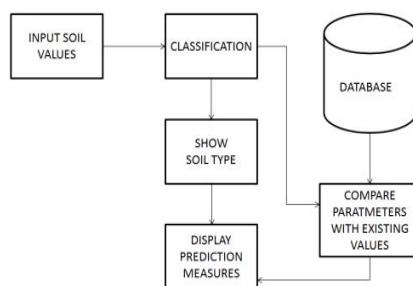 INPUT SOIL
VALUES
CLASSIFICATION
DATABASE
SHOW
SOIL TYPE
COMPARE
PARATMETERS
WITH EXISTING
VALUES
DISPLAY
PREDICTION
MEASURES